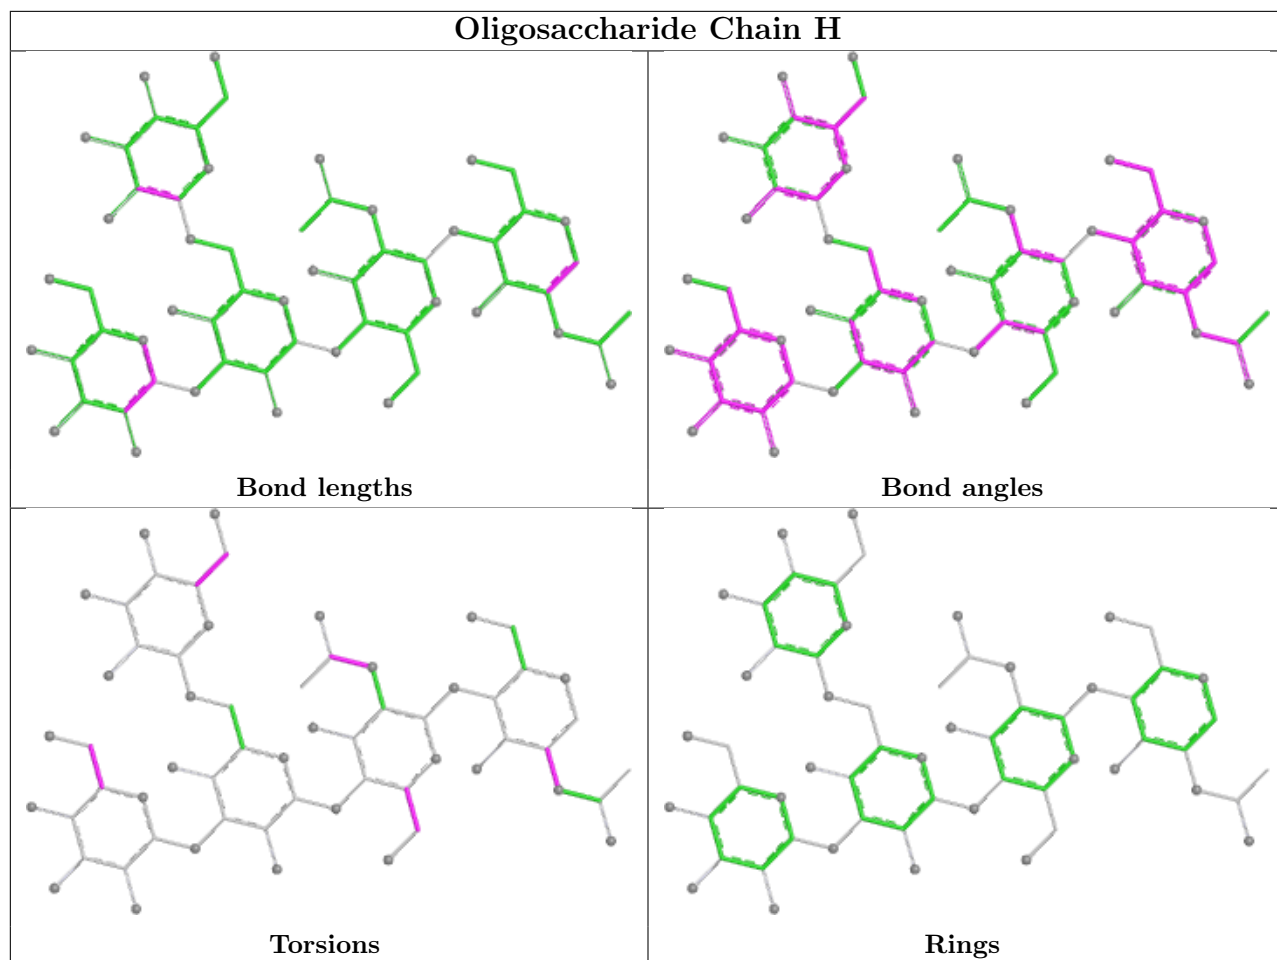 Oligosaccharide Chain H
Bond lengths
Bond angles
Torsions
Rings